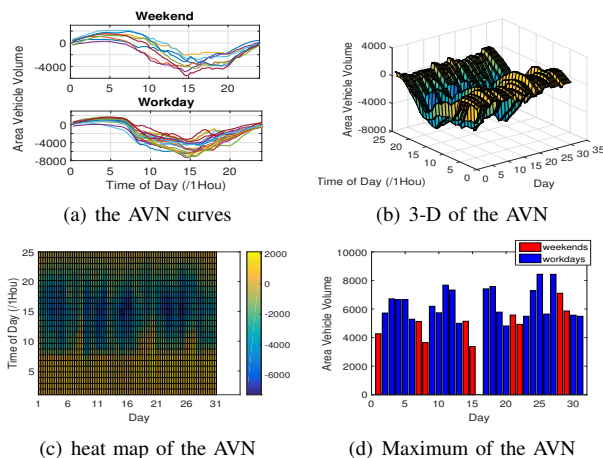 Weekend
0
-4000
0 5 10 15 20
Area Vehicle Volume
Workday
4000
0
-4000
-8000
0 5 10 15 20
Time of Day (/1Hou)
(a) the AVN curves
4000
0
-4000
-8000
Area Vehicle Volume
25 20 15 10 5 0
Time of Day (/1Hou)
0 5 10 15 20 25 30 35
Day
(b) 3-D of the AVN
25
20
15
10
5
Time of Day (/1Hou)
1 6 11 16 21 26 31
Day
2000
0
-2000
-4000
-6000
(c) heat map of the AVN
weekends
workdays
10000
8000
6000
4000
2000
0
Area Vehicle Volume
0 5 10 15 20 25 30
Day
(d) Maximum of the AVN